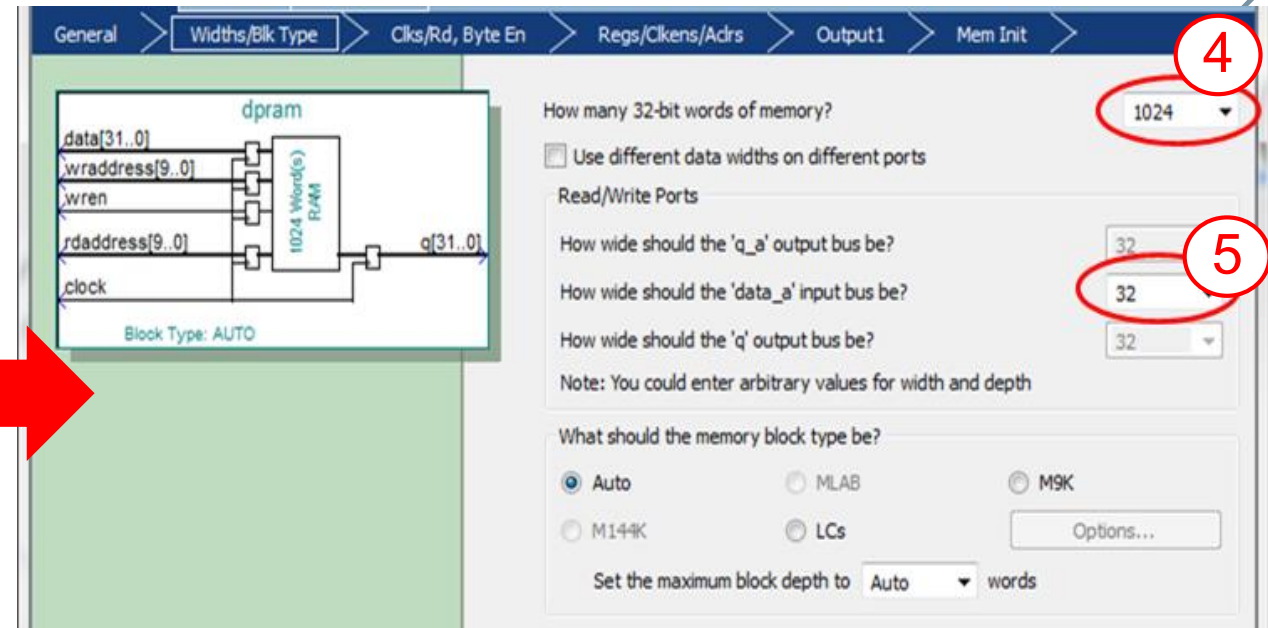 General Widths/Blk Type Clks/Rd, Byte En Regs/Clkens/Adrs Output1 Mem Init
4
dpram
data[31..0]
wraddress[9..0]
wren
rdaddress[9..0]
clock
1024 Word(s)
RAM
q[31..0]
Block Type: AUTO
How many 32-bit words of memory? 1024
Use different data widths on different ports
Read/Write Ports
How wide should the 'q_a' output bus be? 32
5
How wide should the 'data_a' input bus be? 32
How wide should the 'q' output bus be? 32
Note: You could enter arbitrary values for width and depth
What should the memory block type be?
Auto MLAB M9K
M144K LCs Options...
Set the maximum block depth to Auto words